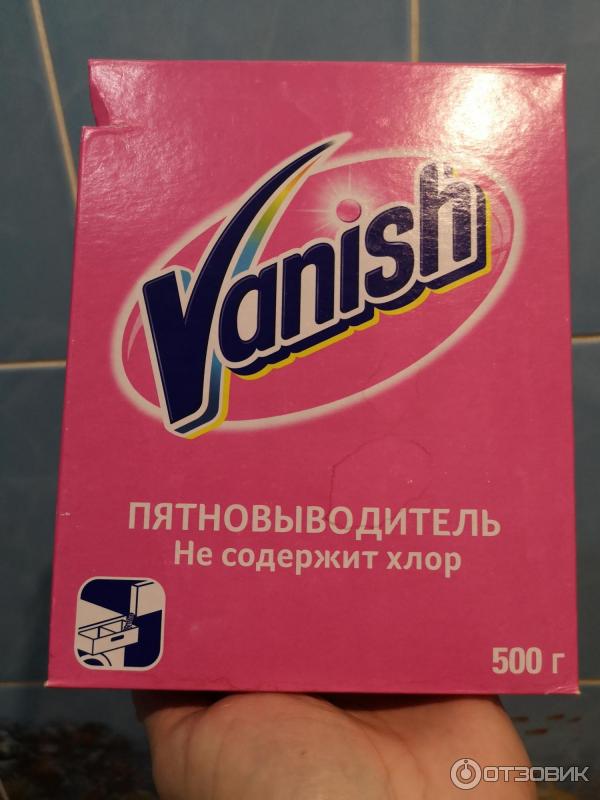 Vanish
ПЯТНОВЫВОДИТЕЛЬ
Не содержит хлор
500 г
ОТЗОВИК